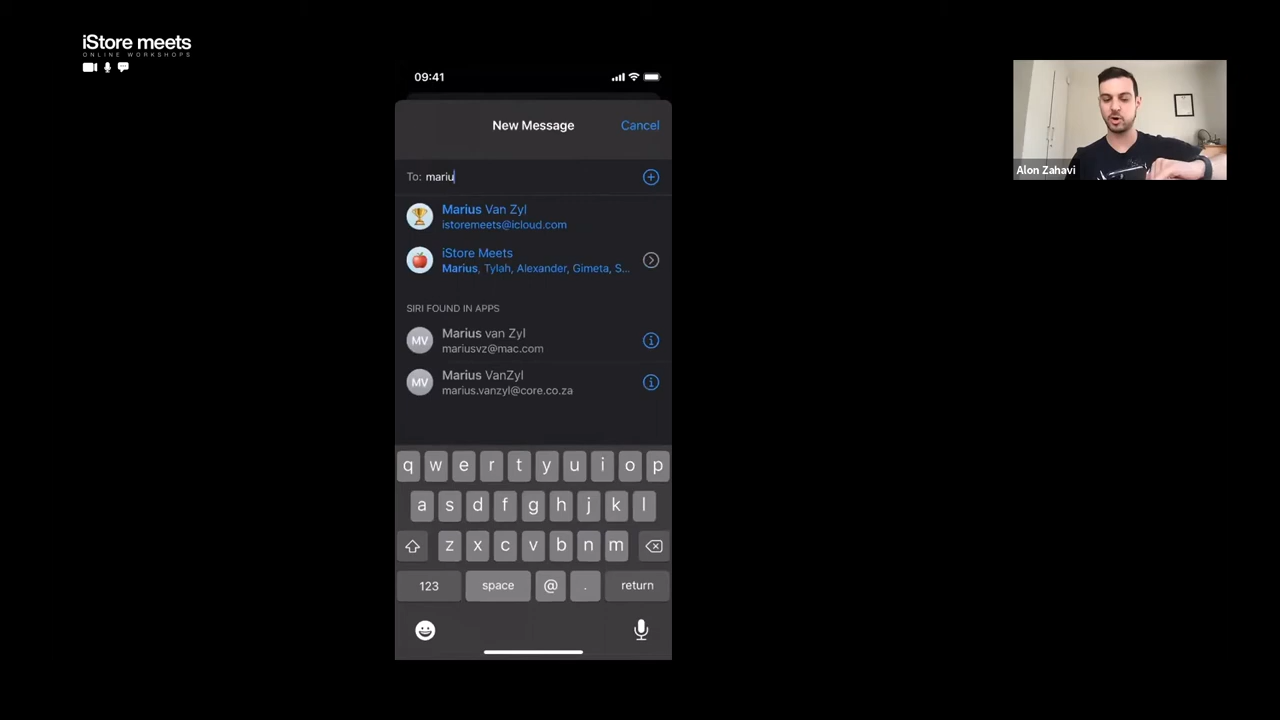 iStore meets
ONLINE WORKSHOPS
09:41
New Message
Cancel
To: mariu
Marius Van Zyl
istoremeets@icloud.com
iStore Meets
Marius, Tylah, Alexander, Gimeta, S...
SIRI FOUND IN APPS
MV
Marius van Zyl
mariusvz@mac.com
MV
Marius VanZyl
marius.vanzyl@core.co.za
q w e r t y u i o p
a s d f g h j k l
z x c v b n m
123
space
@
.
return
Alon Zahavi